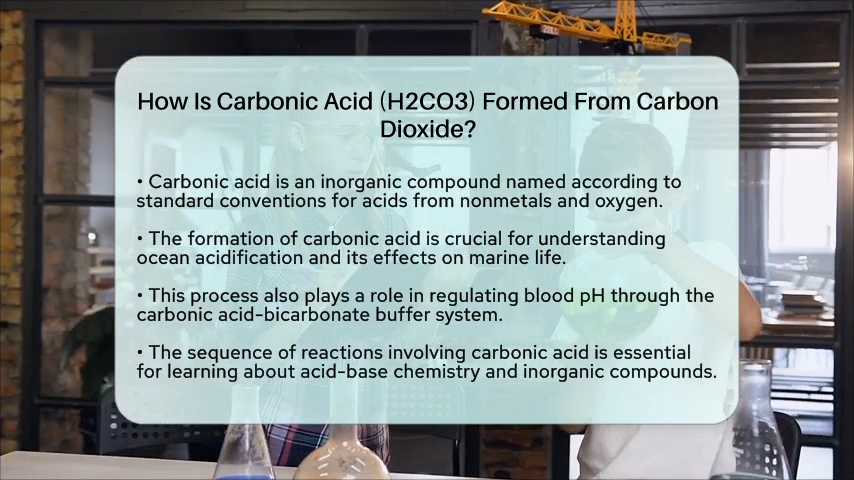 How Is Carbonic Acid (H2CO3) Formed From Carbon
Dioxide?
• Carbonic acid is an inorganic compound named according to
standard conventions for acids from nonmetals and oxygen.
• The formation of carbonic acid is crucial for understanding
ocean acidification and its effects on marine life.
• This process also plays a role in regulating blood pH through the
carbonic acid-bicarbonate buffer system.
• The sequence of reactions involving carbonic acid is essential
for learning about acid-base chemistry and inorganic compounds.